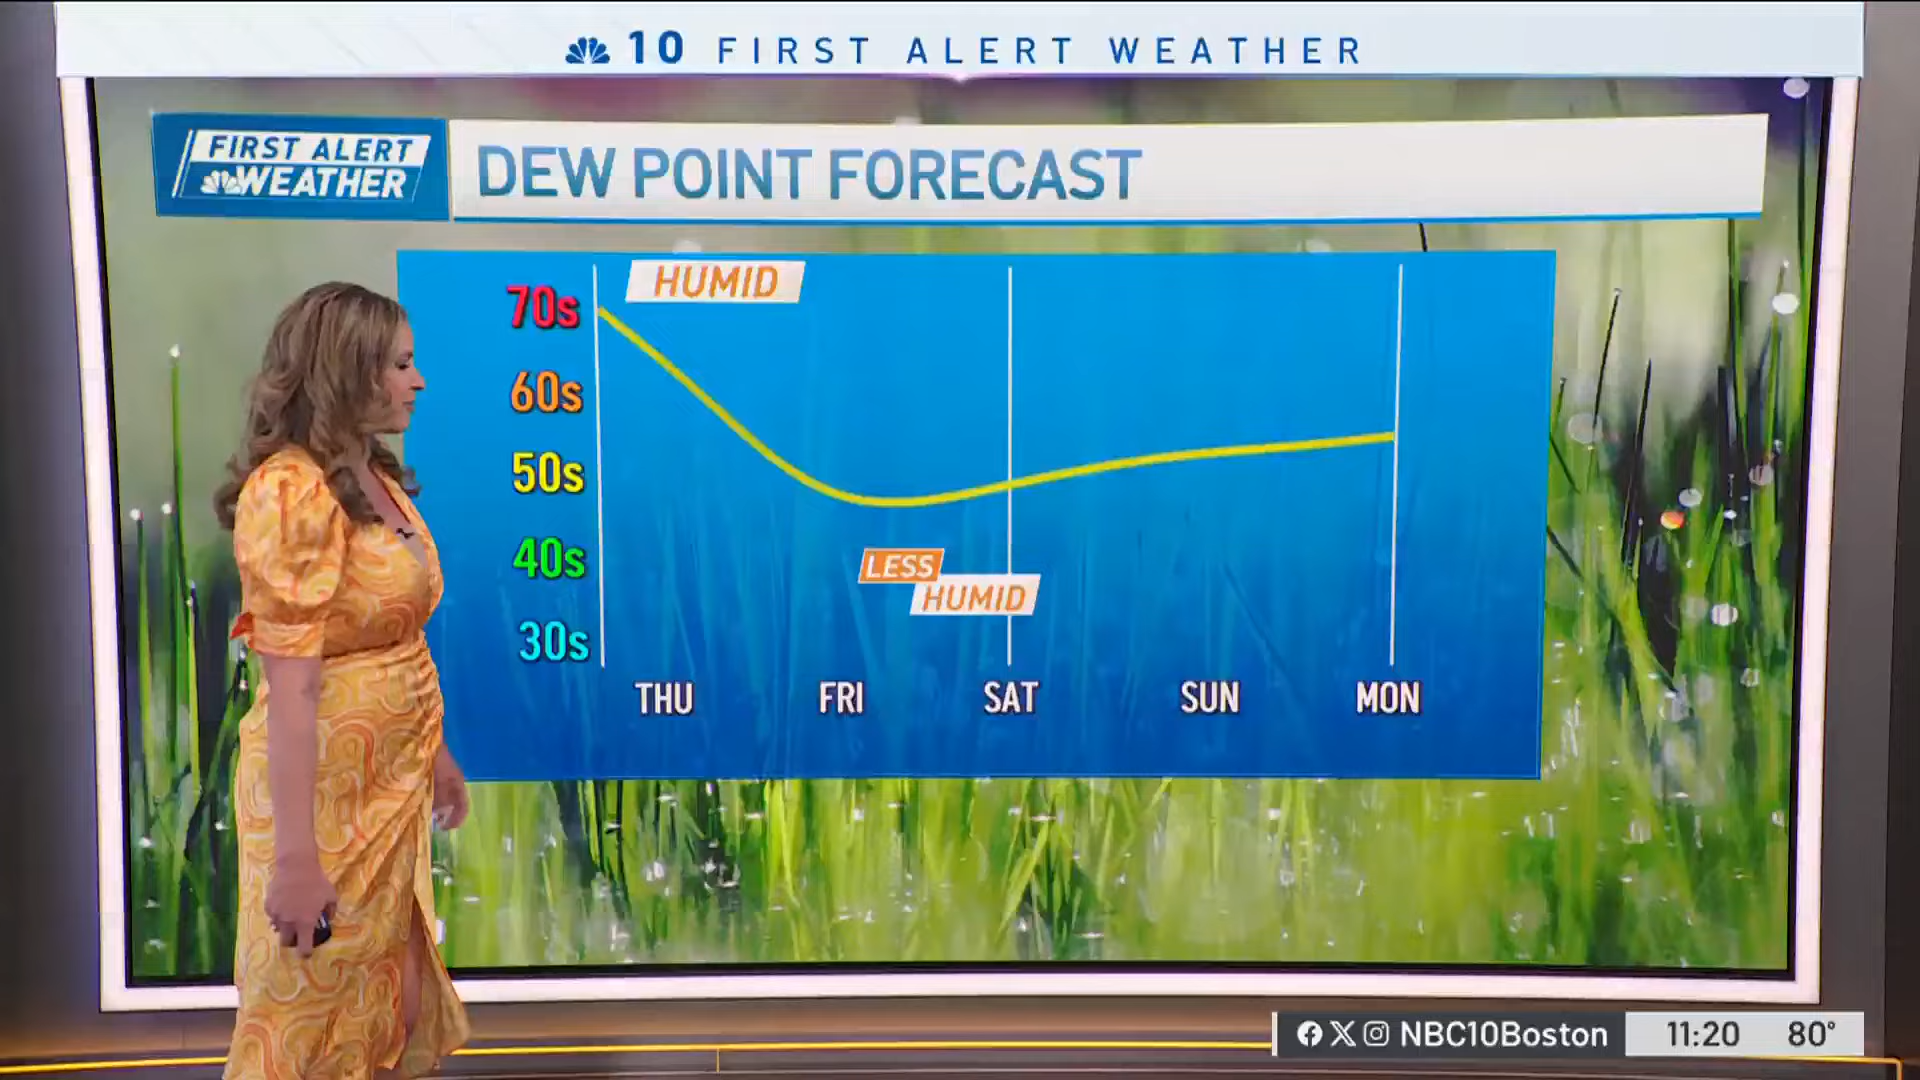 10 FIRST ALERT WEATHER
FIRST ALERT
WEATHER
DEW POINT FORECAST
HUMID
70s
60s
50s
40s
30s
LESS
HUMID
THU FRI SAT SUN MON
NBC10Boston 11:20 80°